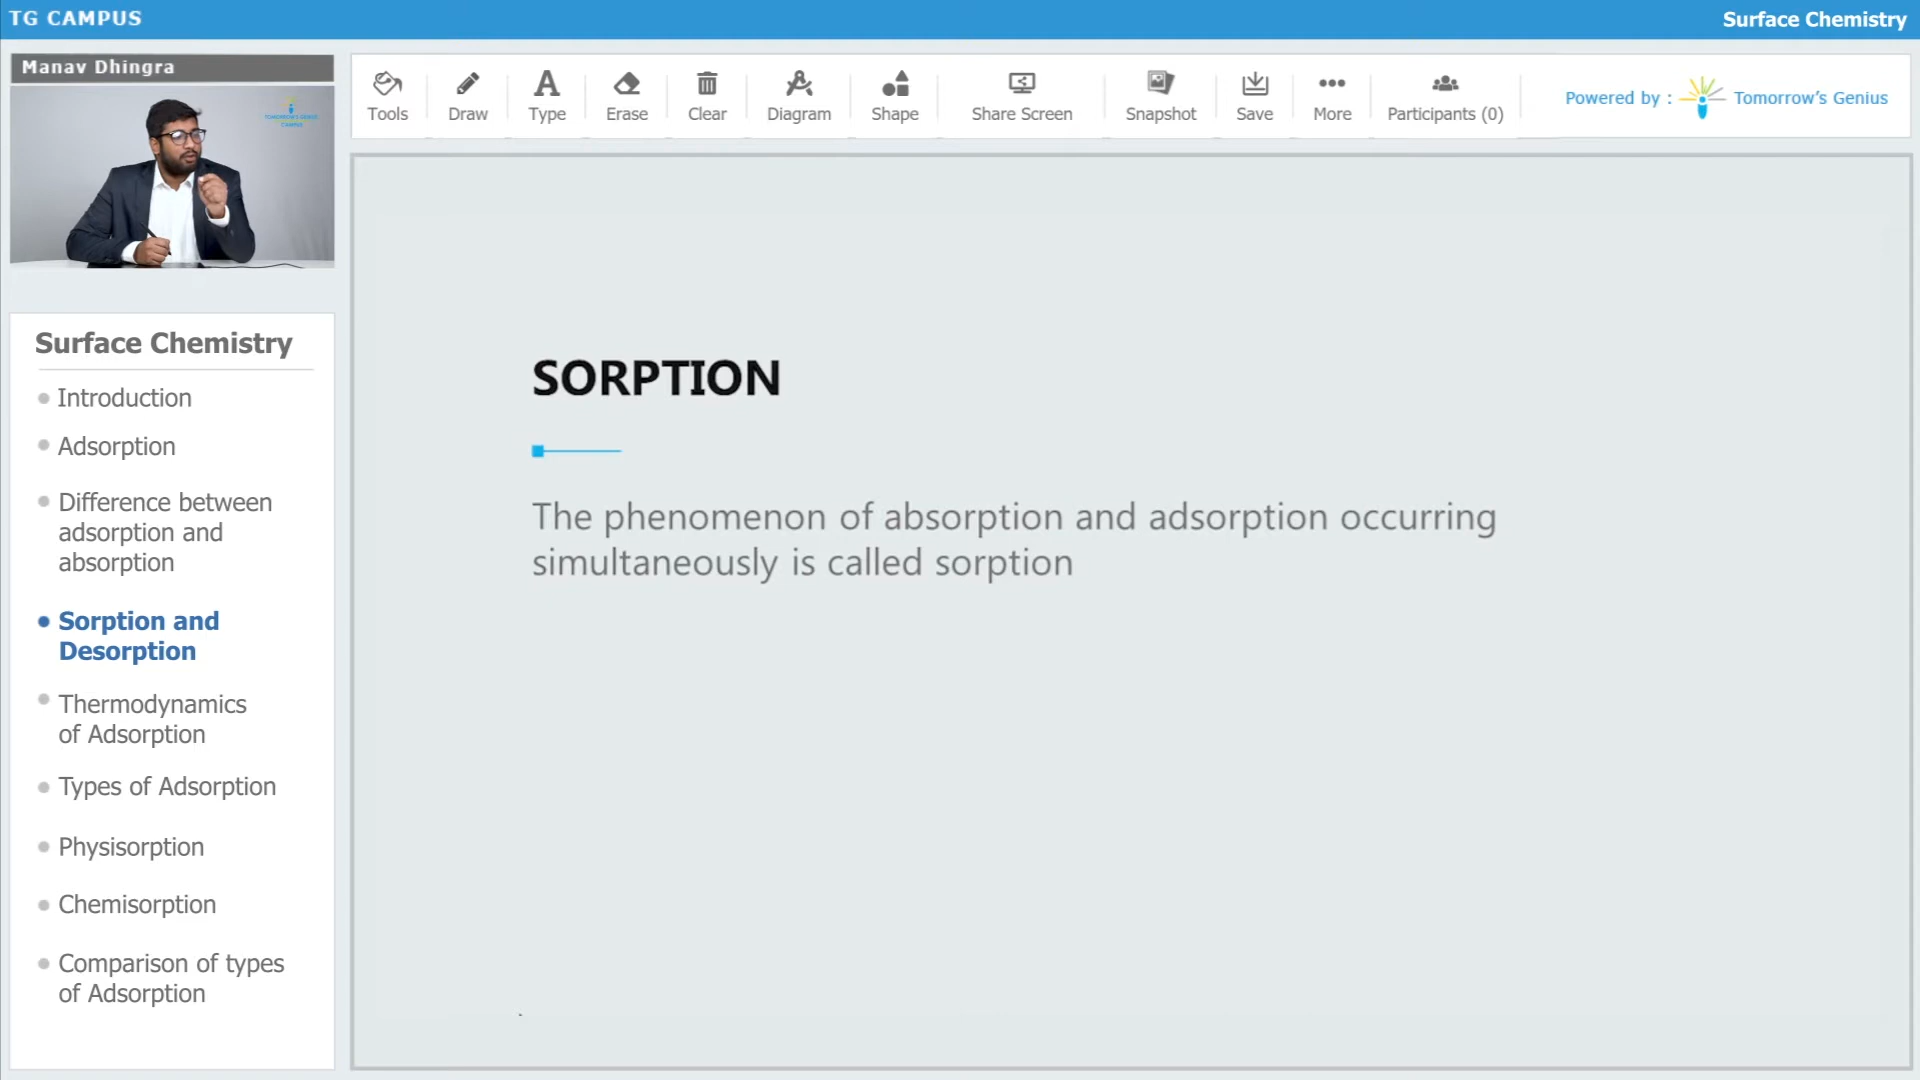 TG CAMPUS
Surface Chemistry
Manav Dhingra
TOMORROW'S GENIUS
CAMPUS
Tools
Draw
Type
Erase
Clear
Diagram
Shape
Share Screen
Snapshot
Save
More
Participants (0)
Powered by :
Tomorrow's Genius
Surface Chemistry
Introduction
Adsorption
Difference between
adsorption and
absorption
Sorption and
Desorption
Thermodynamics
of Adsorption
Types of Adsorption
Physisorption
Chemisorption
Comparison of types
of Adsorption
SORPTION
The phenomenon of absorption and adsorption occurring
simultaneously is called sorption